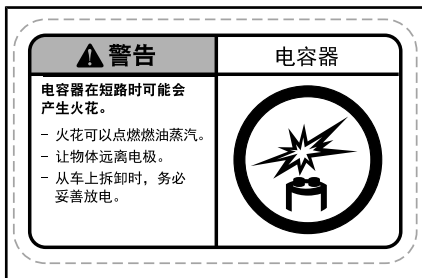 警告
电容器
电容器在短路时可能会
产生火花。
- 火花可以点燃燃油蒸汽。
- 让物体远离电极。
- 从车上拆卸时，务必
妥善放电。